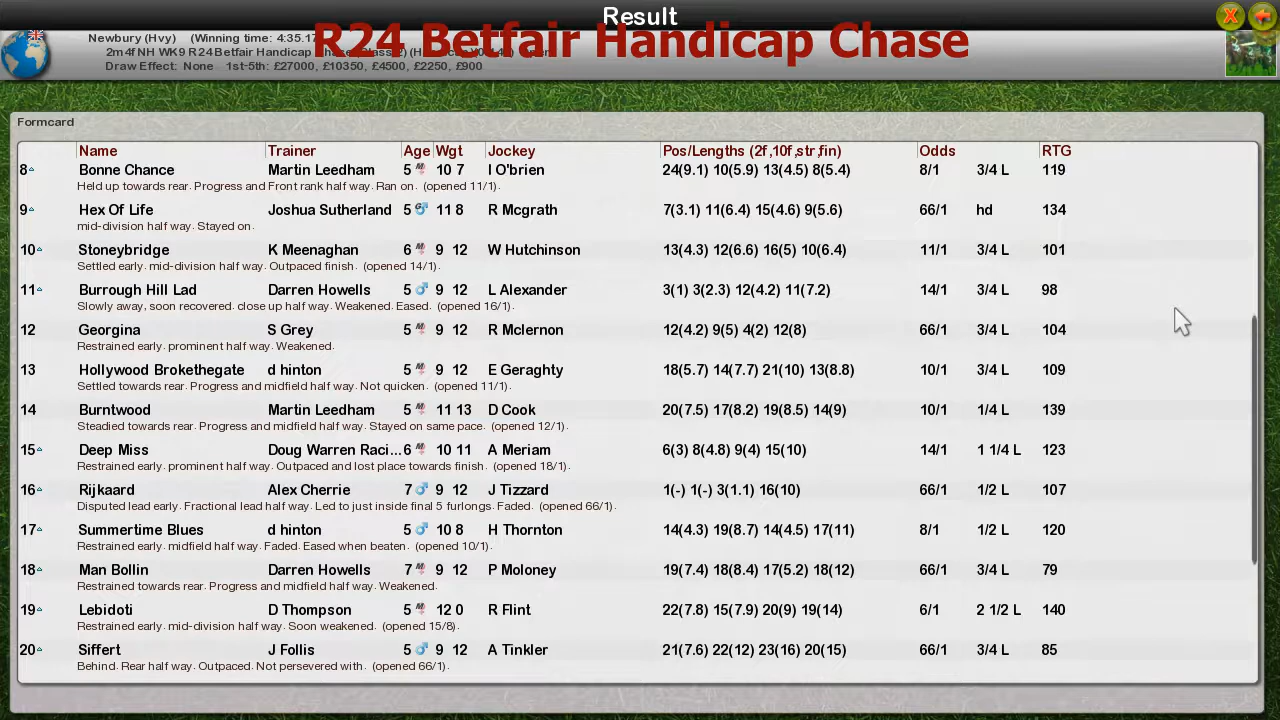 Result
R24 Betfair Handicap Chase
Newbury (Hvy) (Winning time: 4:35.17
2m4f NH WK9 R24 Betfair Handicap
Draw Effect: None 1st-5th: £27000, £10350, £4500, £2250, £900
Formcard
Name Trainer Age Wgt Jockey Pos/Lengths (2f,10f,str,fin) Odds RTG
8 Bonne Chance Martin Leedham 5 10 7 I O'brien 24(9.1) 10(5.9) 13(4.5) 8(5.4) 8/1 3/4 L 119
Held up towards rear. Progress and Front rank half way. Ran on. (opened 11/1).
9 Hex Of Life Joshua Sutherland 5 11 8 R Mcgrath 7(3.1) 11(6.4) 15(4.6) 9(5.6) 66/1 hd 134
mid-division half way. Stayed on.
10 Stoneybridge K Meenaghan 6 9 12 W Hutchinson 13(4.3) 12(6.6) 16(5) 10(6.4) 11/1 3/4 L 101
Settled early. mid-division half way. Outpaced finish. (opened 14/1).
11 Burrough Hill Lad Darren Howells 5 9 12 L Alexander 3(1) 3(2.3) 12(4.2) 11(7.2) 14/1 3/4 L 98
Slowly away, soon recovered. close up half way. Weakened. Eased. (opened 16/1).
12 Georgina S Grey 5 9 12 R Mclernon 12(4.2) 9(5) 4(2) 12(8) 66/1 3/4 L 104
Restrained early. prominent half way. Weakened.
13 Hollywood Brokethegate d hinton 5 9 12 E Geraghty 18(5.7) 14(7.7) 21(10) 13(8.8) 10/1 3/4 L 109
Settled towards rear. Progress and midfield half way. Not quicken. (opened 11/1).
14 Burntwood Martin Leedham 5 11 13 D Cook 20(7.5) 17(8.2) 19(8.5) 14(9) 10/1 1/4 L 139
Steadied towards rear. Progress and midfield half way. Stayed on same pace. (opened 12/1).
15 Deep Miss Doug Warren Raci... 6 10 11 A Meriam 6(3) 8(4.8) 9(4) 15(10) 14/1 1 1/4 L 123
Restrained early. prominent half way. Outpaced and lost place towards finish. (opened 18/1).
16 Rijkaard Alex Cherrie 7 9 12 J Tizzard 1(-) 1(-) 3(1.1) 16(10) 66/1 1/2 L 107
Disputed lead early. Fractional lead half way. Led to just inside final 5 furlongs. Faded. (opened 66/1).
17 Summertime Blues d hinton 5 10 8 H Thornton 14(4.3) 19(8.7) 14(4.5) 17(11) 8/1 1/2 L 120
Restrained early. midfield half way. Faded. Eased when beaten. (opened 10/1).
18 Man Bollin Darren Howells 7 9 12 P Moloney 19(7.4) 18(8.4) 17(5.2) 18(12) 66/1 3/4 L 79
Restrained towards rear. Progress and midfield half way. Weakened.
19 Lebidoti D Thompson 5 12 0 R Flint 22(7.8) 15(7.9) 20(9) 19(14) 6/1 2 1/2 L 140
Restrained early. mid-division half way. Soon weakened. (opened 15/8).
20 Siffert J Follis 5 9 12 A Tinkler 21(7.6) 22(12) 23(16) 20(15) 66/1 3/4 L 85
Behind. Rear half way. Outpaced. Not persevered with. (opened 66/1).